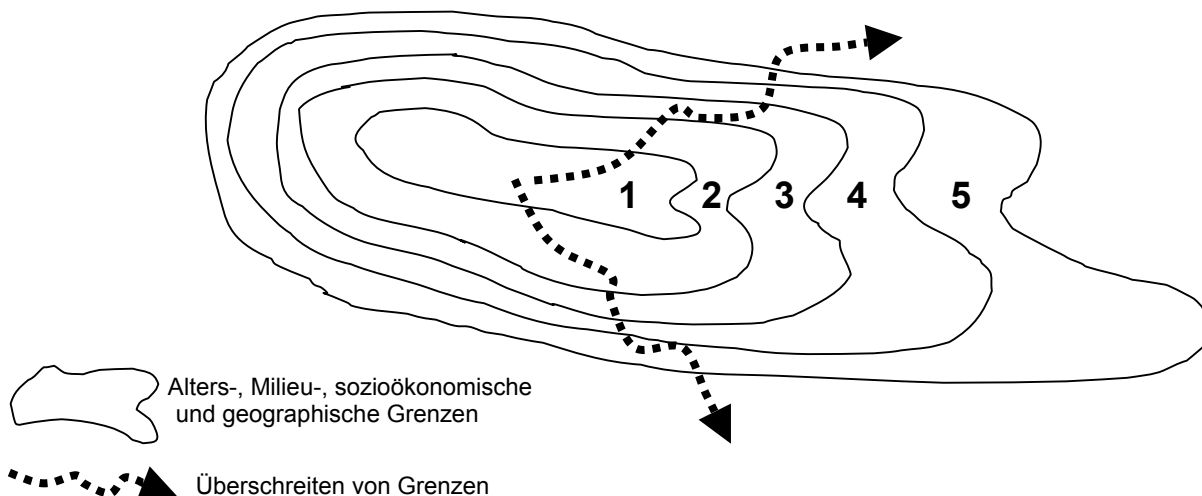 1 2 3 4 5
Alters-, Milieu-, sozioökonomische
und geographische Grenzen
Überschreiten von Grenzen